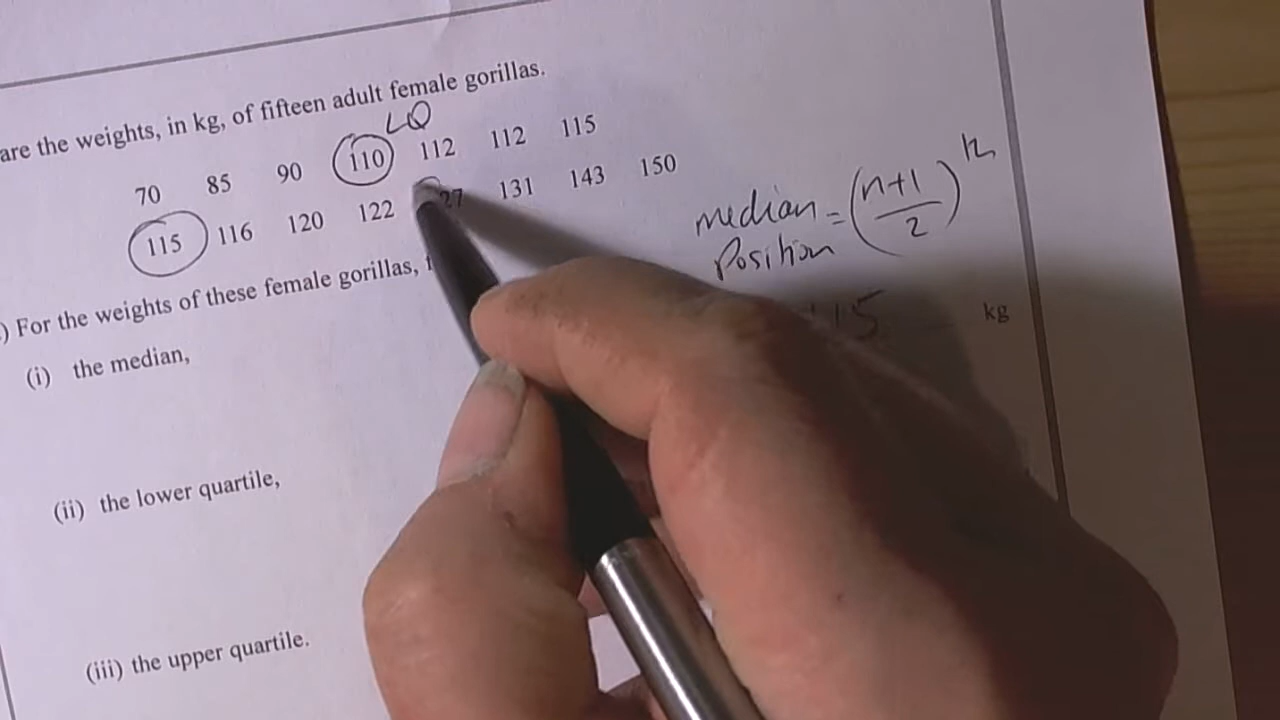 are the weights, in kg, of fifteen adult female gorillas.
LQ
70 85 90 110 112 112 115
115 116 120 122 27 131 143 150
median = (n+1/2)th
Position
) For the weights of these female gorillas,
15 kg
(i) the median,
(ii) the lower quartile,
(iii) the upper quartile.